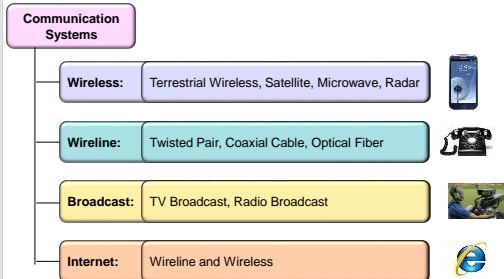 Communication
Systems
Wireless: Terrestrial Wireless, Satellite, Microwave, Radar
Wireline: Twisted Pair, Coaxial Cable, Optical Fiber
Broadcast: TV Broadcast, Radio Broadcast
Internet: Wireline and Wireless